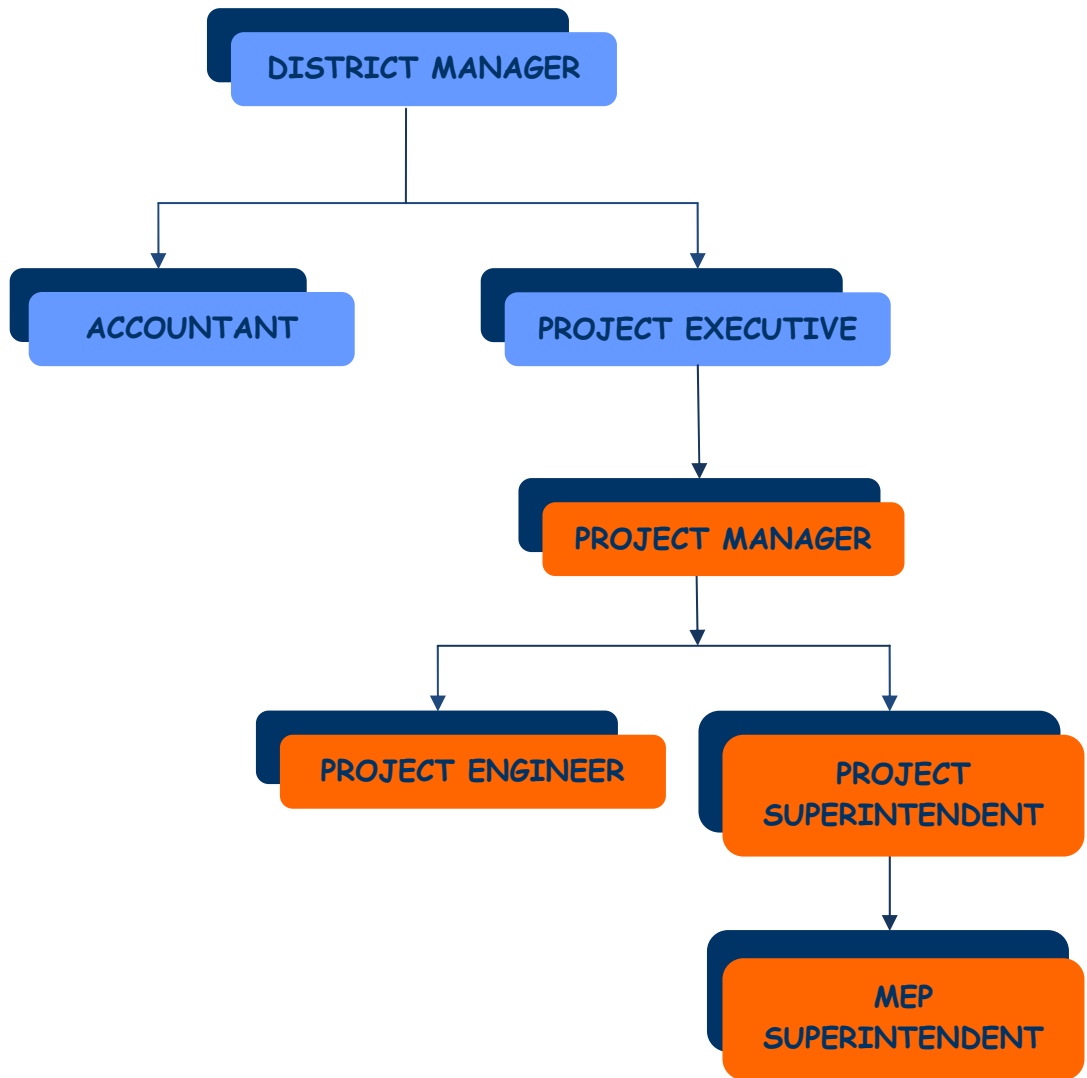 DISTRICT MANAGER
ACCOUNTANT
PROJECT EXECUTIVE
PROJECT MANAGER
PROJECT ENGINEER
PROJECT
SUPERINTENDENT
MEP
SUPERINTENDENT